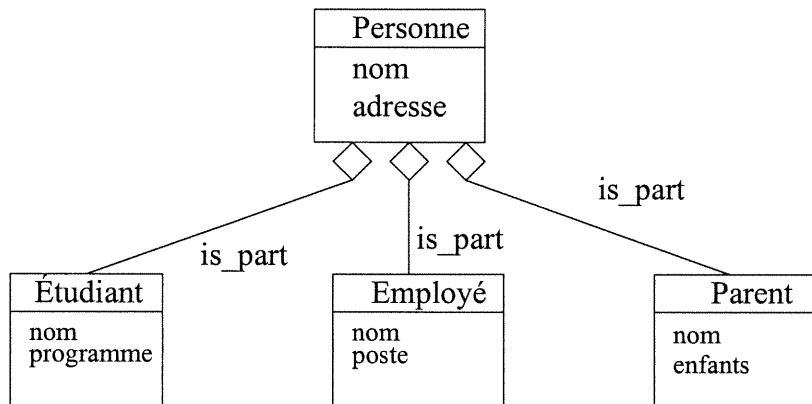 Personne
nom
adresse
is_part
is_part
is_part
Étudiant
nom
programme
Employé
nom
poste
Parent
nom
enfants